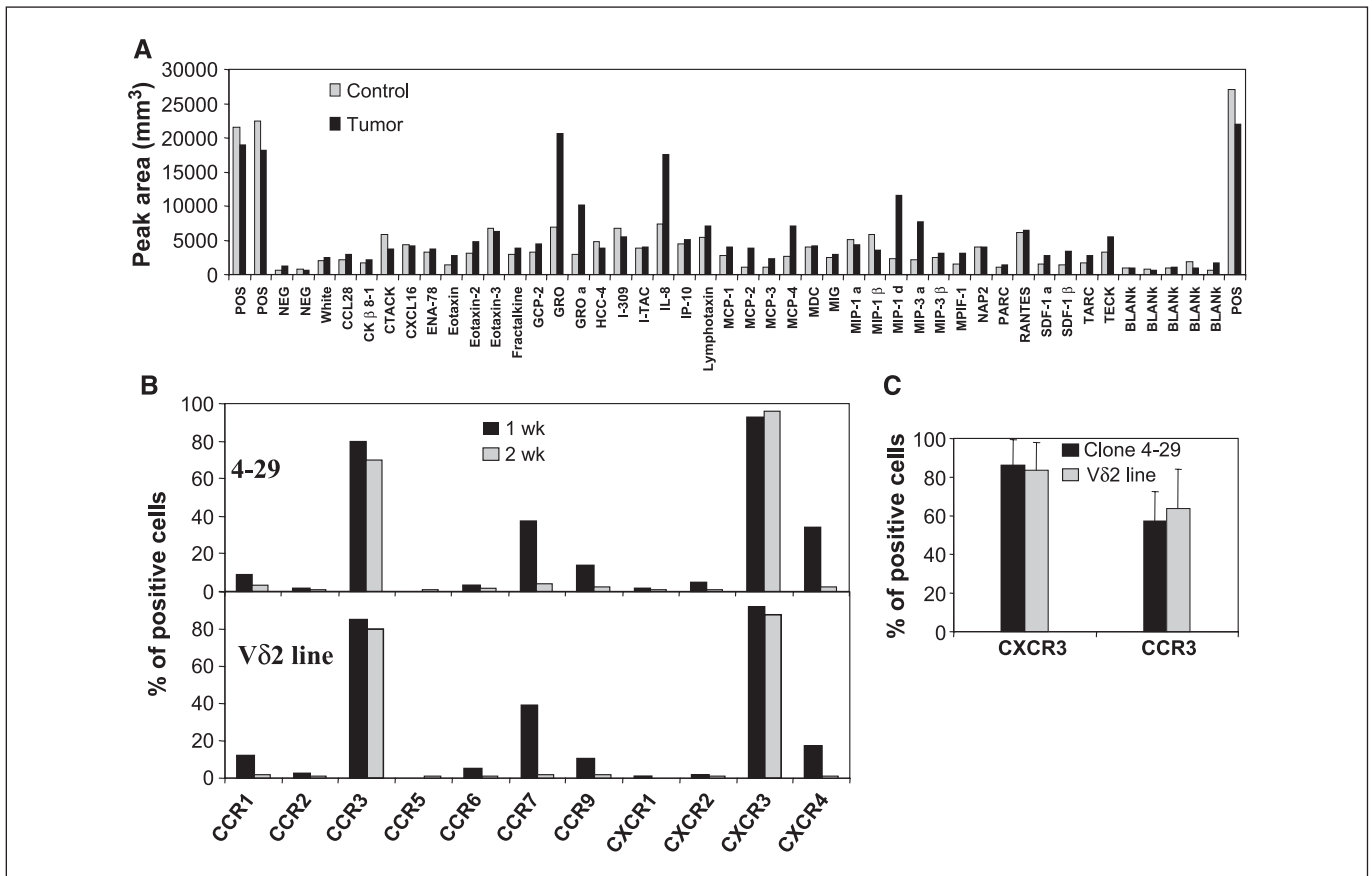 A
Peak area (mm³)
30000
25000
20000
15000
10000
5000
0
Control
Tumor
POS
POS
NEG
NEG
White
CCL28
CK β 8-1
CTACK
CXCL16
ENA-78
Eotaxin
Eotaxin-2
Eotaxin-3
Fractalkine
GCP-2
GRO
GRO a
HCC-4
I-309
I-TAC
IL-8
IP-10
Lymphotaxin
MCP-1
MCP-2
MCP-3
MCP-4
MDC
MIG
MIP-1 a
MIP-1 β
MIP-1 d
MIP-3 a
MIP-3 β
MPIF-1
NAP2
PARC
RANTES
SDF-1 a
SDF-1 β
TARC
TECK
BLANk
BLANk
BLANk
BLANk
BLANk
POS
B
% of positive cells
100
80
60
40
20
0
4-29
1 wk
2 wk
80
60
40
20
0
Vδ2 line
CCR1
CCR2
CCR3
CCR5
CCR6
CCR7
CCR9
CXCR1
CXCR2
CXCR3
CXCR4
C
% of positive cells
100
80
60
40
20
0
Clone 4-29
Vδ2 line
CXCR3
CCR3